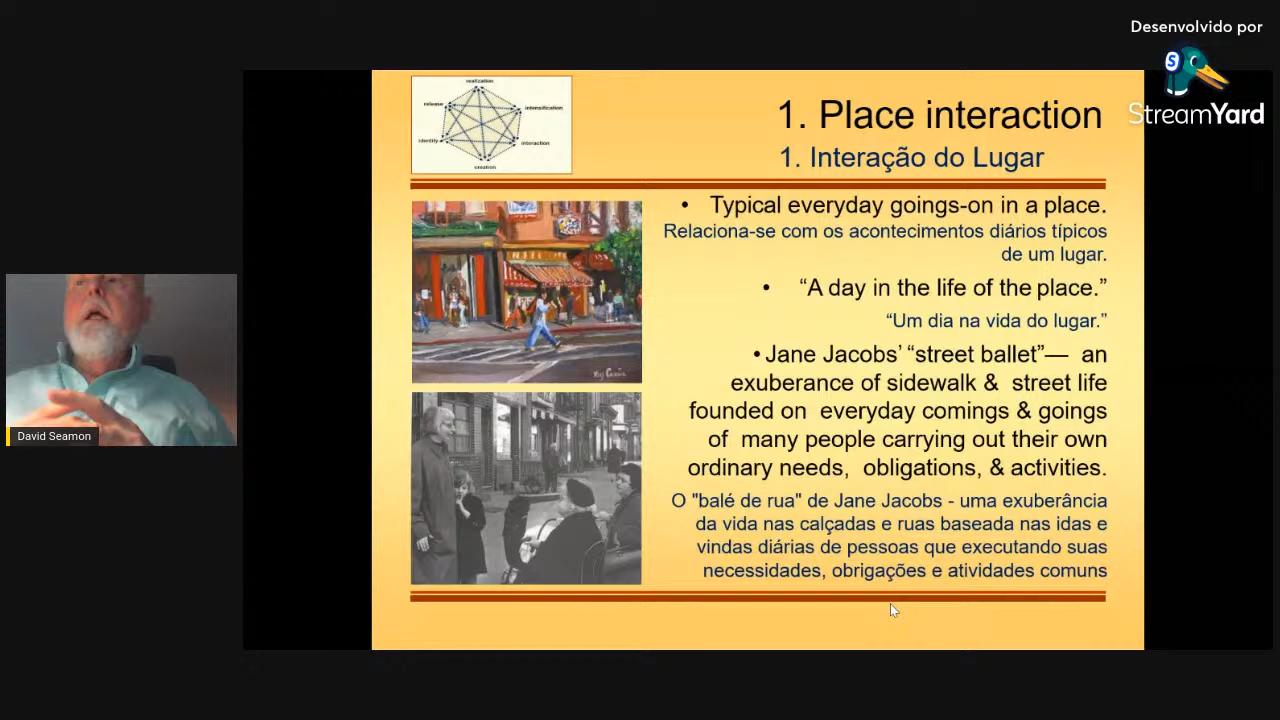 Desenvolvido por
StreamYard
realization
release
intensification
identity
interaction
creation
1. Place interaction
1. Interação do Lugar
• Typical everyday goings-on in a place.
Relaciona-se com os acontecimentos diários típicos
de um lugar.
• “A day in the life of the place.”
“Um dia na vida do lugar.”
• Jane Jacobs’ “street ballet”— an
exuberance of sidewalk & street life
founded on everyday comings & goings
of many people carrying out their own
ordinary needs, obligations, & activities.
O "balé de rua" de Jane Jacobs - uma exuberância
da vida nas calçadas e ruas baseada nas idas e
vindas diárias de pessoas que executando suas
necessidades, obrigações e atividades comuns
David Seamon